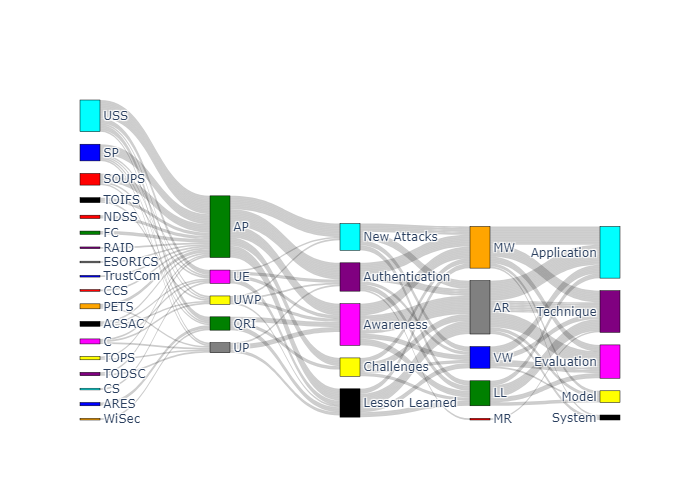 USS
SP
SOUPS
TOIFS
NDSS
FC
RAID
ESORICS
TrustCom
CCS
PETS
ACSAC
C
TOPS
TODSC
CS
ARES
WiSec
AP
UE
UWP
QRI
UP
New Attacks
Authentication
Awareness
Challenges
Lesson Learned
MW
AR
VW
LL
MR
Application
Technique
Evaluation
Model
System